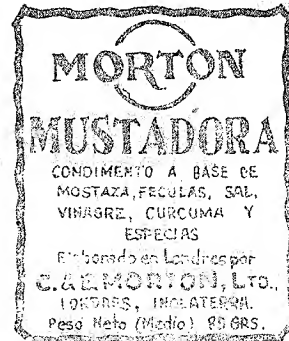 MORTON
MUSTADORA
CONDIMENTO A BASE DE
MOSTAZA, FECULAS, SAL,
VINAGRE, CURCUMA Y
ESPECIAS
Elaborado en Londres por
C. & E. MORTON, LTD.,
LONDRES, INGLATERRA.
Peso Neto (Medio) 85 GRS.